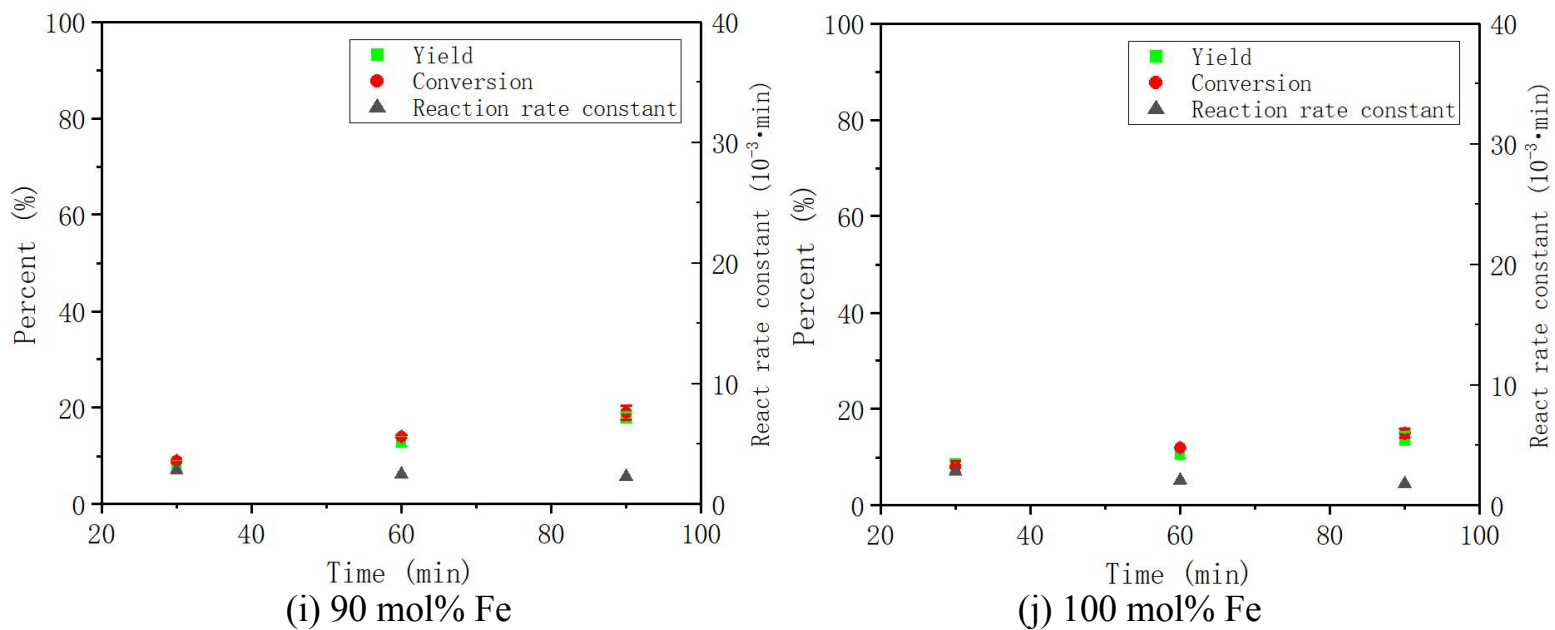 100
80
60
40
20
0
Percent (%)
Yield
Conversion
Reaction rate constant
40
30
20
10
0
React rate constant (10⁻³·min)
20 40 60 80 100
Time (min)
(i) 90 mol% Fe
100
80
60
40
20
0
Percent (%)
Yield
Conversion
Reaction rate constant
40
30
20
10
0
React rate constant (10⁻³·min)
20 40 60 80 100
Time (min)
(j) 100 mol% Fe